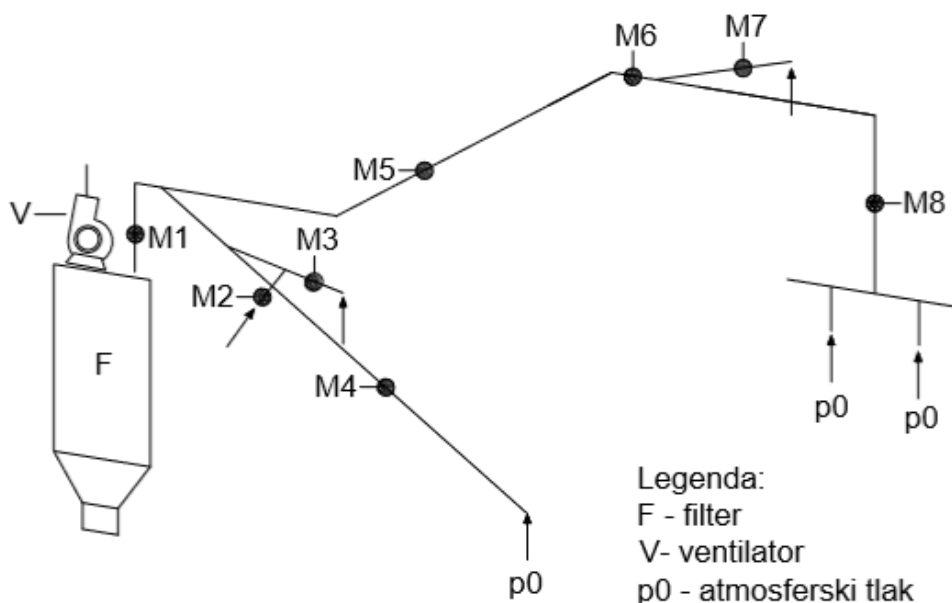 M6
M7
M5
M8
V
M1
M3
M2
F
M4
p0
p0
p0
Legenda:
F - filter
V- ventilator
p0 - atmosferski tlak